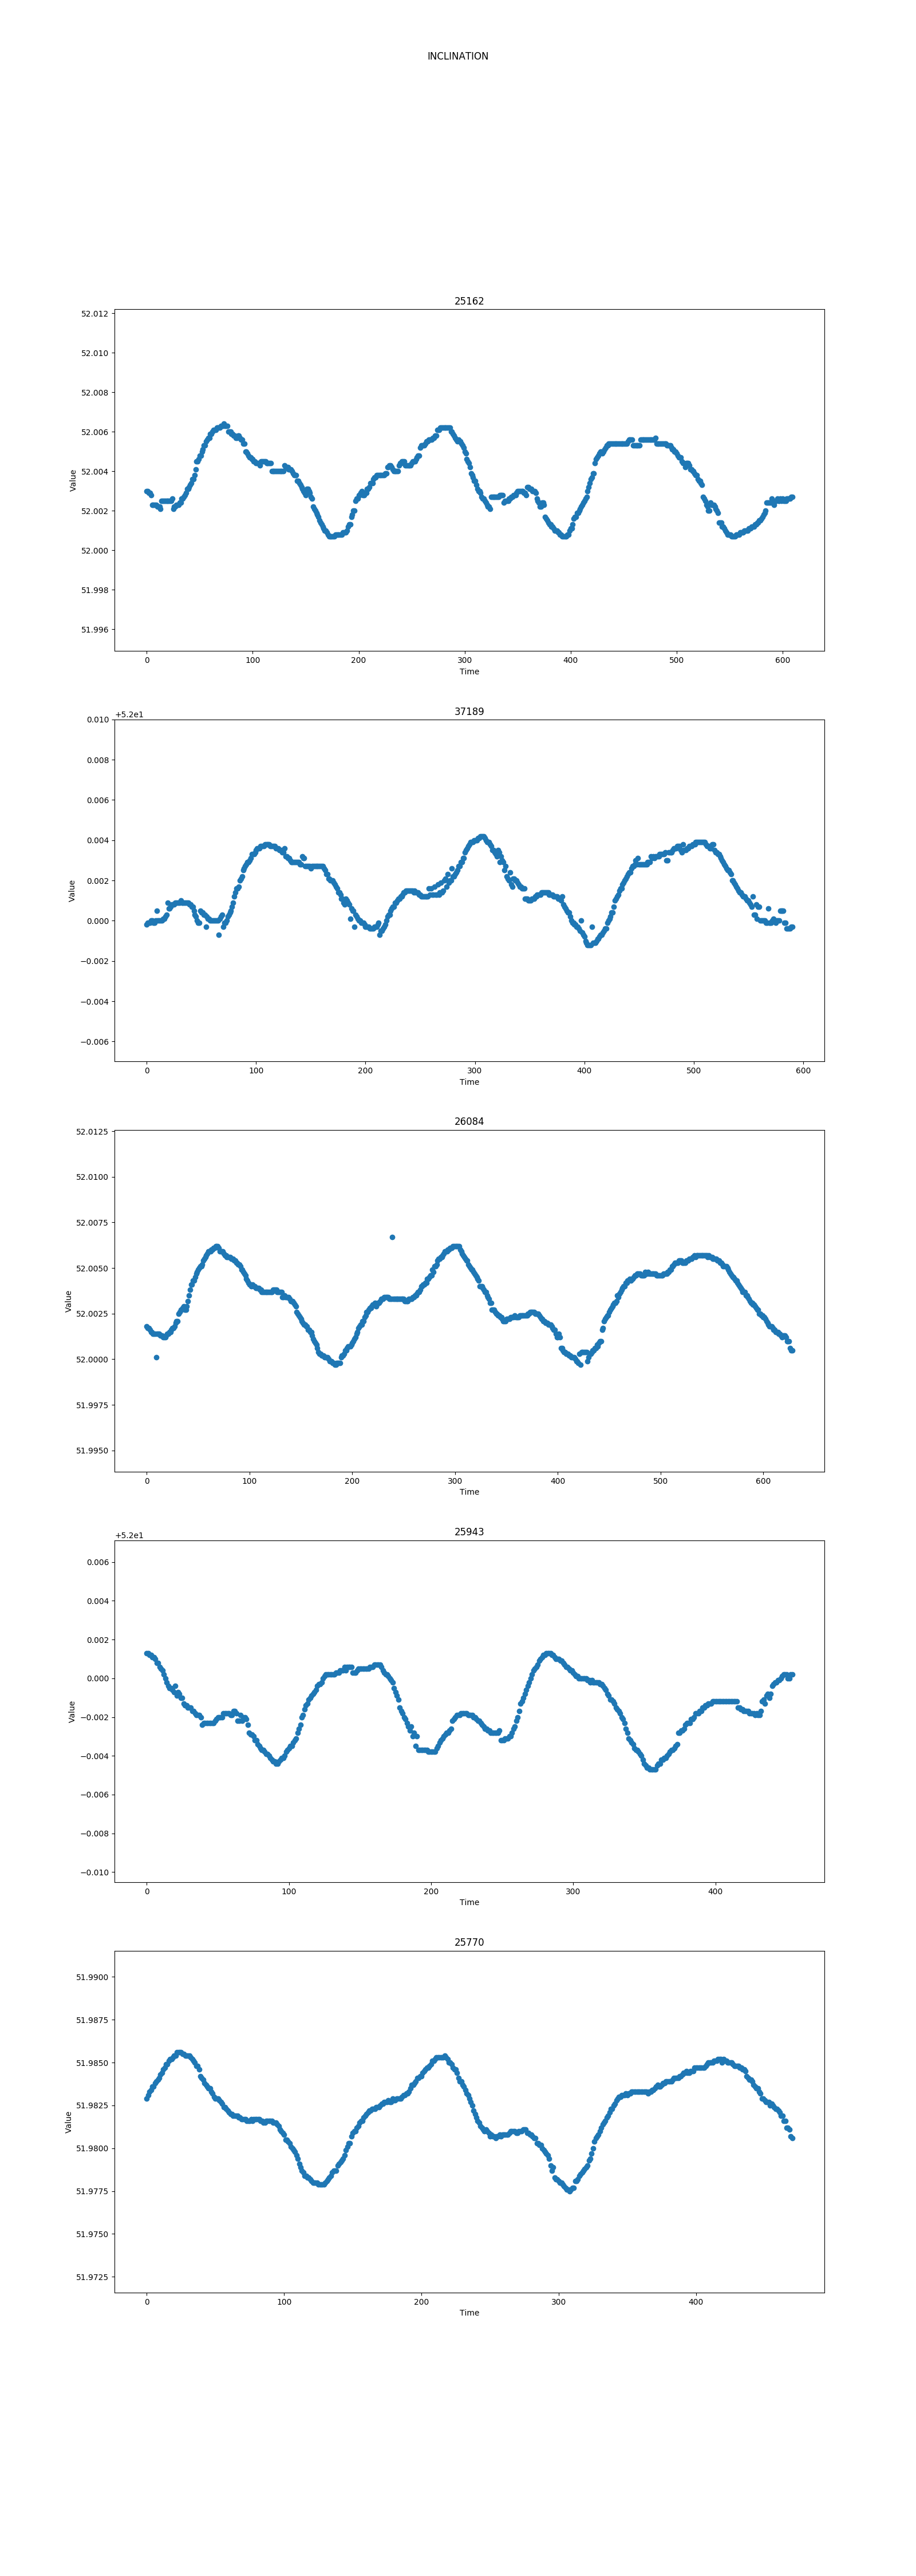 INCLINATION
25162
52.012
52.010
52.008
52.006
52.004
52.002
52.000
51.998
51.996
Value
0 100 200 300 400 500 600
Time
37189
+5.2e1
0.010
0.008
0.006
0.004
0.002
0.000
−0.002
−0.004
−0.006
Value
0 100 200 300 400 500 600
Time
26084
52.0125
52.0100
52.0075
52.0050
52.0025
52.0000
51.9975
51.9950
Value
0 100 200 300 400 500 600
Time
25943
+5.2e1
0.006
0.004
0.002
0.000
−0.002
−0.004
−0.006
−0.008
−0.010
Value
0 100 200 300 400
Time
25770
51.9900
51.9875
51.9850
51.9825
51.9800
51.9775
51.9750
51.9725
Value
0 100 200 300 400
Time